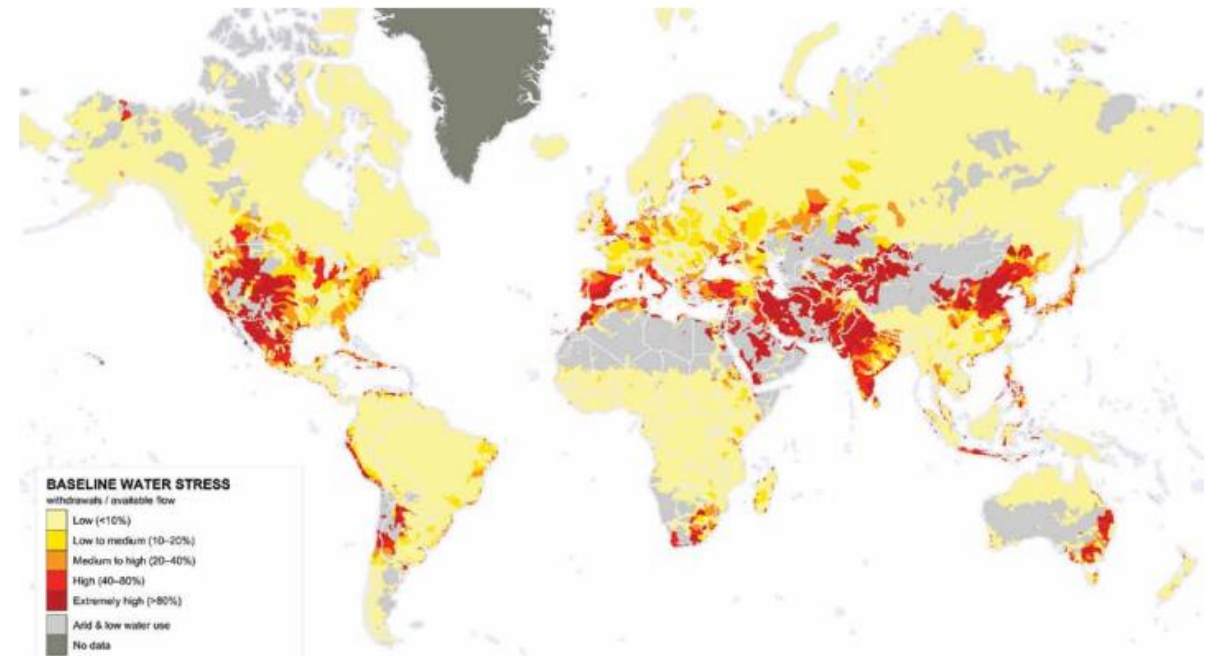 BASELINE WATER STRESS
withdrawals / available flow
Low (<10%)
Low to medium (10–20%)
Medium to high (20–40%)
High (40–80%)
Extremely high (>80%)
Arid & low water use
No data